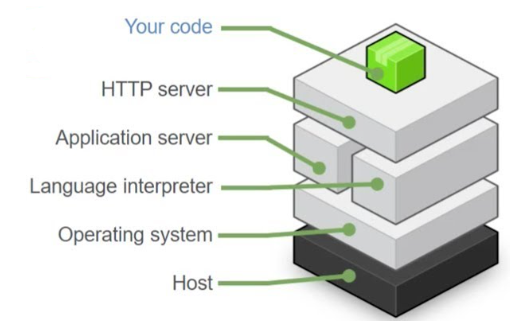 Your code
HTTP server
Application server
Language interpreter
Operating system
Host